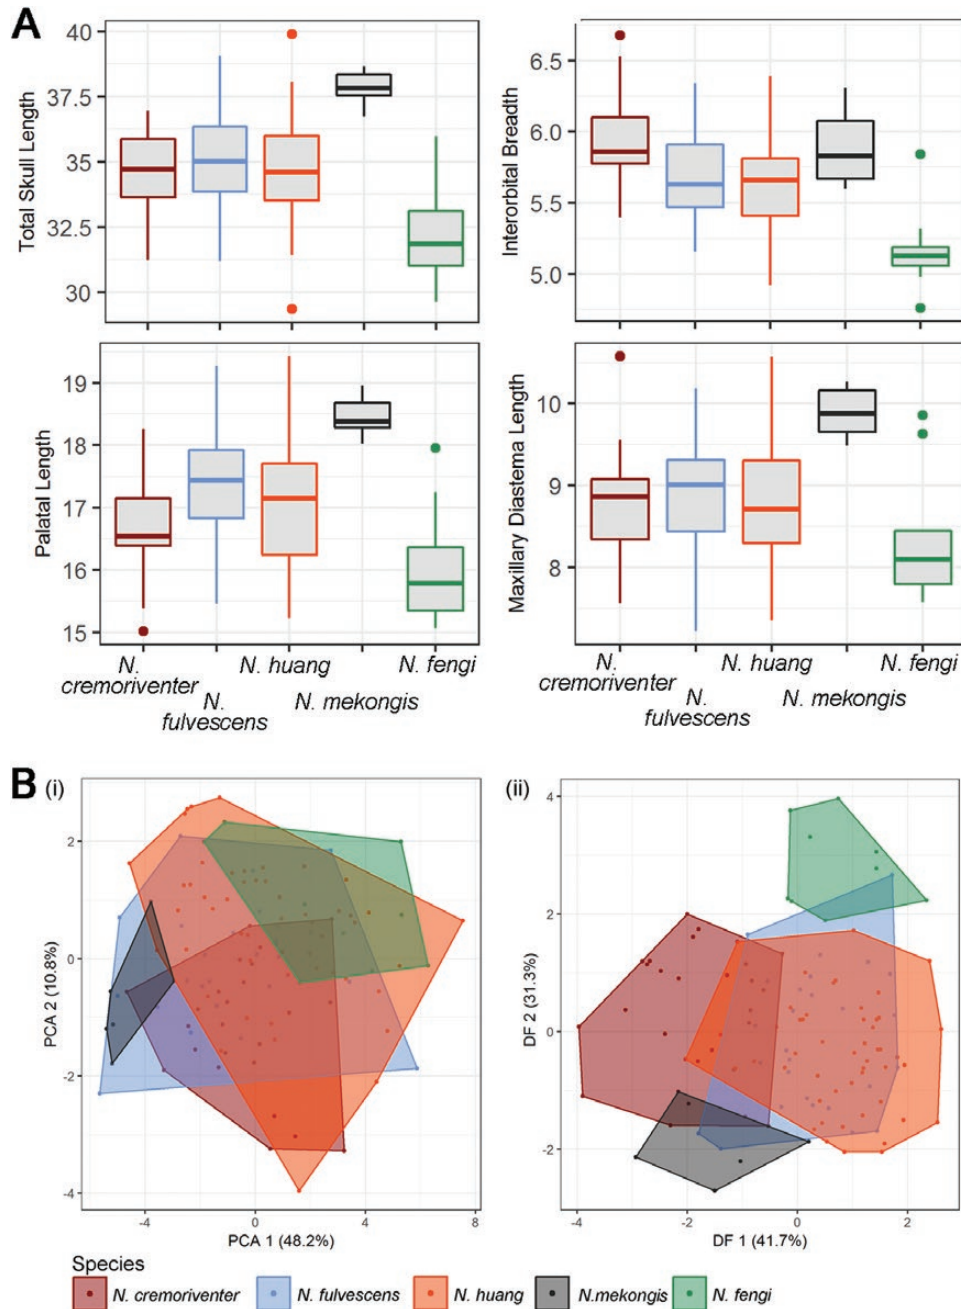 A
Total Skull Length
40
37.5
35
32.5
30
Interorbital Breadth
6.5
6.0
5.5
5.0
Palatal Length
19
18
17
16
15
Maxillary Diastema Length
10
9
8
N. cremoriventer
N. fulvescens
N. huang
N. mekongis
N. fengi
N. cremoriventer
N. fulvescens
N. huang
N. mekongis
N. fengi
B (i)
PCA 2 (10.8%)
2
0
-2
-4
-4 0 4 8
PCA 1 (48.2%)
(ii)
DF 2 (31.3%)
4
2
0
-2
-4 -2 0 2
DF 1 (41.7%)
Species
N. cremoriventer N. fulvescens N. huang N.mekongis N. fengi